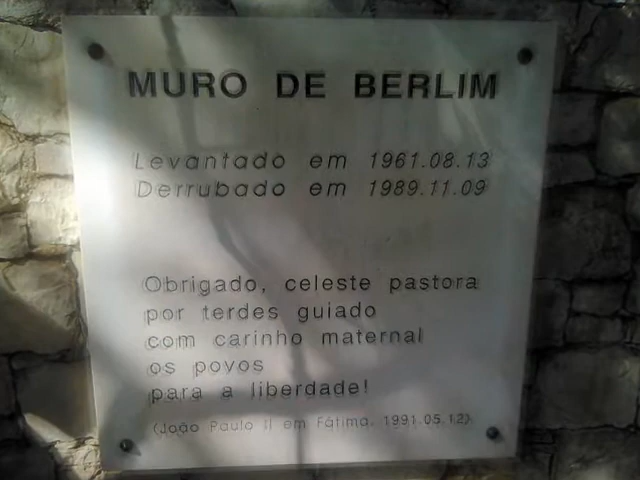 MURO DE BERLIM
Levantado em 1961.08.13
Derrubado em 1989.11.09
Obrigado, celeste pastora
por terdes guiado
com carinho maternal
os povos
para a liberdade!
(João Paulo II em Fátima, 1991.05.12)